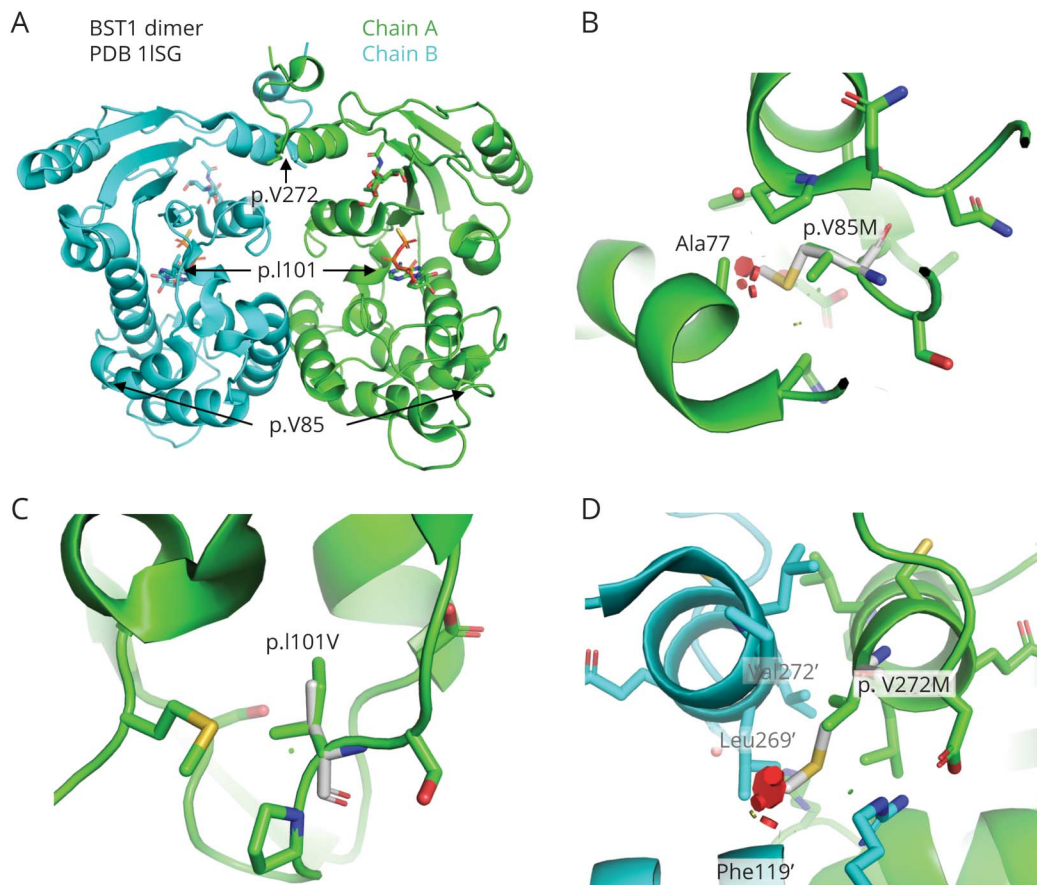 A
BST1 dimer
PDB 1ISG
Chain A
Chain B
p.V272
p.I101
p.V85
B
p.V85M
Ala77
C
p.I101V
D
Val272'
p. V272M
Leu269'
Phe119'